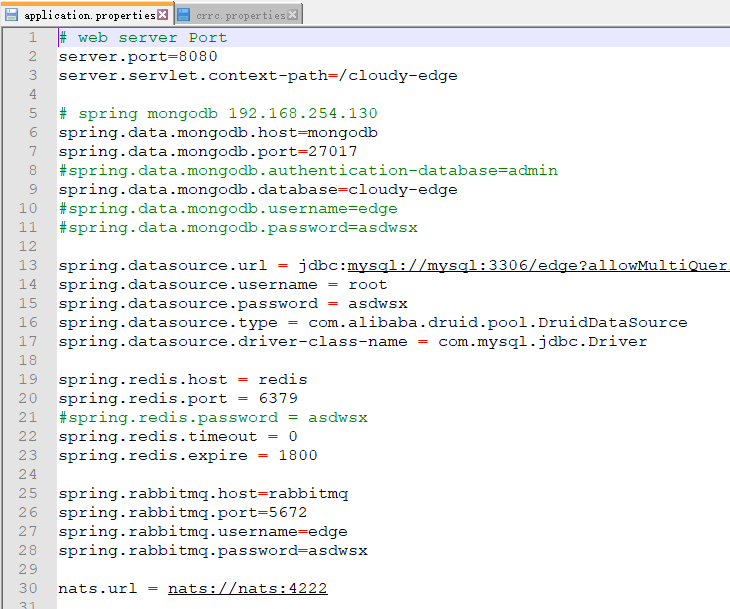 application.properties
crrc.properties
1 # web server Port
2 server.port=8080
3 server.servlet.context-path=/cloudy-edge
4
5 # spring mongodb 192.168.254.130
6 spring.data.mongodb.host=mongodb
7 spring.data.mongodb.port=27017
8 #spring.data.mongodb.authentication-database=admin
9 spring.data.mongodb.database=cloudy-edge
10 #spring.data.mongodb.username=edge
11 #spring.data.mongodb.password=asdwsx
12
13 spring.datasource.url = jdbc:mysql://mysql:3306/edge?allowMultiQuer
14 spring.datasource.username = root
15 spring.datasource.password = asdwsx
16 spring.datasource.type = com.alibaba.druid.pool.DruidDataSource
17 spring.datasource.driver-class-name = com.mysql.jdbc.Driver
18
19 spring.redis.host = redis
20 spring.redis.port = 6379
21 #spring.redis.password = asdwsx
22 spring.redis.timeout = 0
23 spring.redis.expire = 1800
24
25 spring.rabbitmq.host=rabbitmq
26 spring.rabbitmq.port=5672
27 spring.rabbitmq.username=edge
28 spring.rabbitmq.password=asdwsx
29
30 nats.url = nats://nats:4222
31